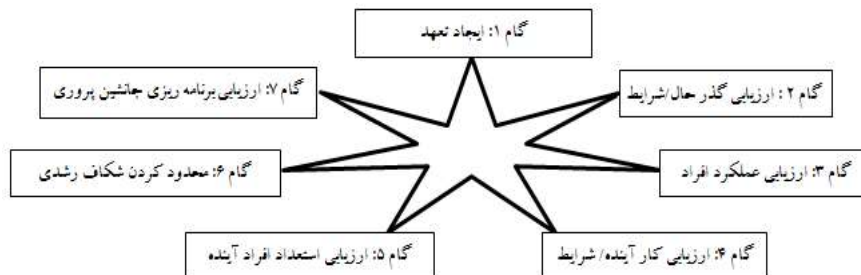 گام ۱: ایجاد تعهد
گام ۲ : ارزیابی گذر حال/شرایط
گام ۳: ارزیابی عملکرد افراد
گام ۴: ارزیابی کار آینده/ شرایط
گام ۵: ارزیابی استعداد افراد آینده
گام ۶: محدود کردن شکاف رشدی
گام ۷: ارزیابی برنامه ریزی جانشین پروری